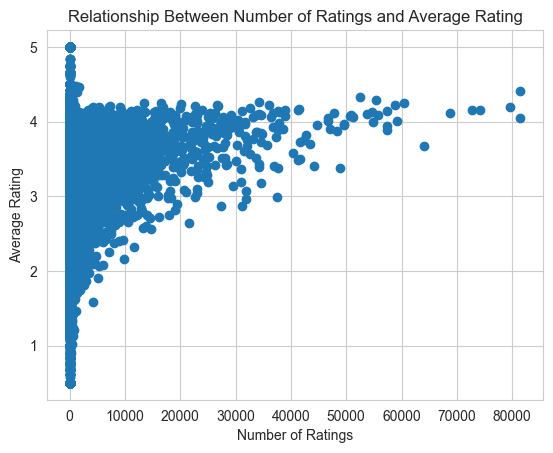 Relationship Between Number of Ratings and Average Rating
5
4
3
2
1
Average Rating
0 10000 20000 30000 40000 50000 60000 70000 80000
Number of Ratings